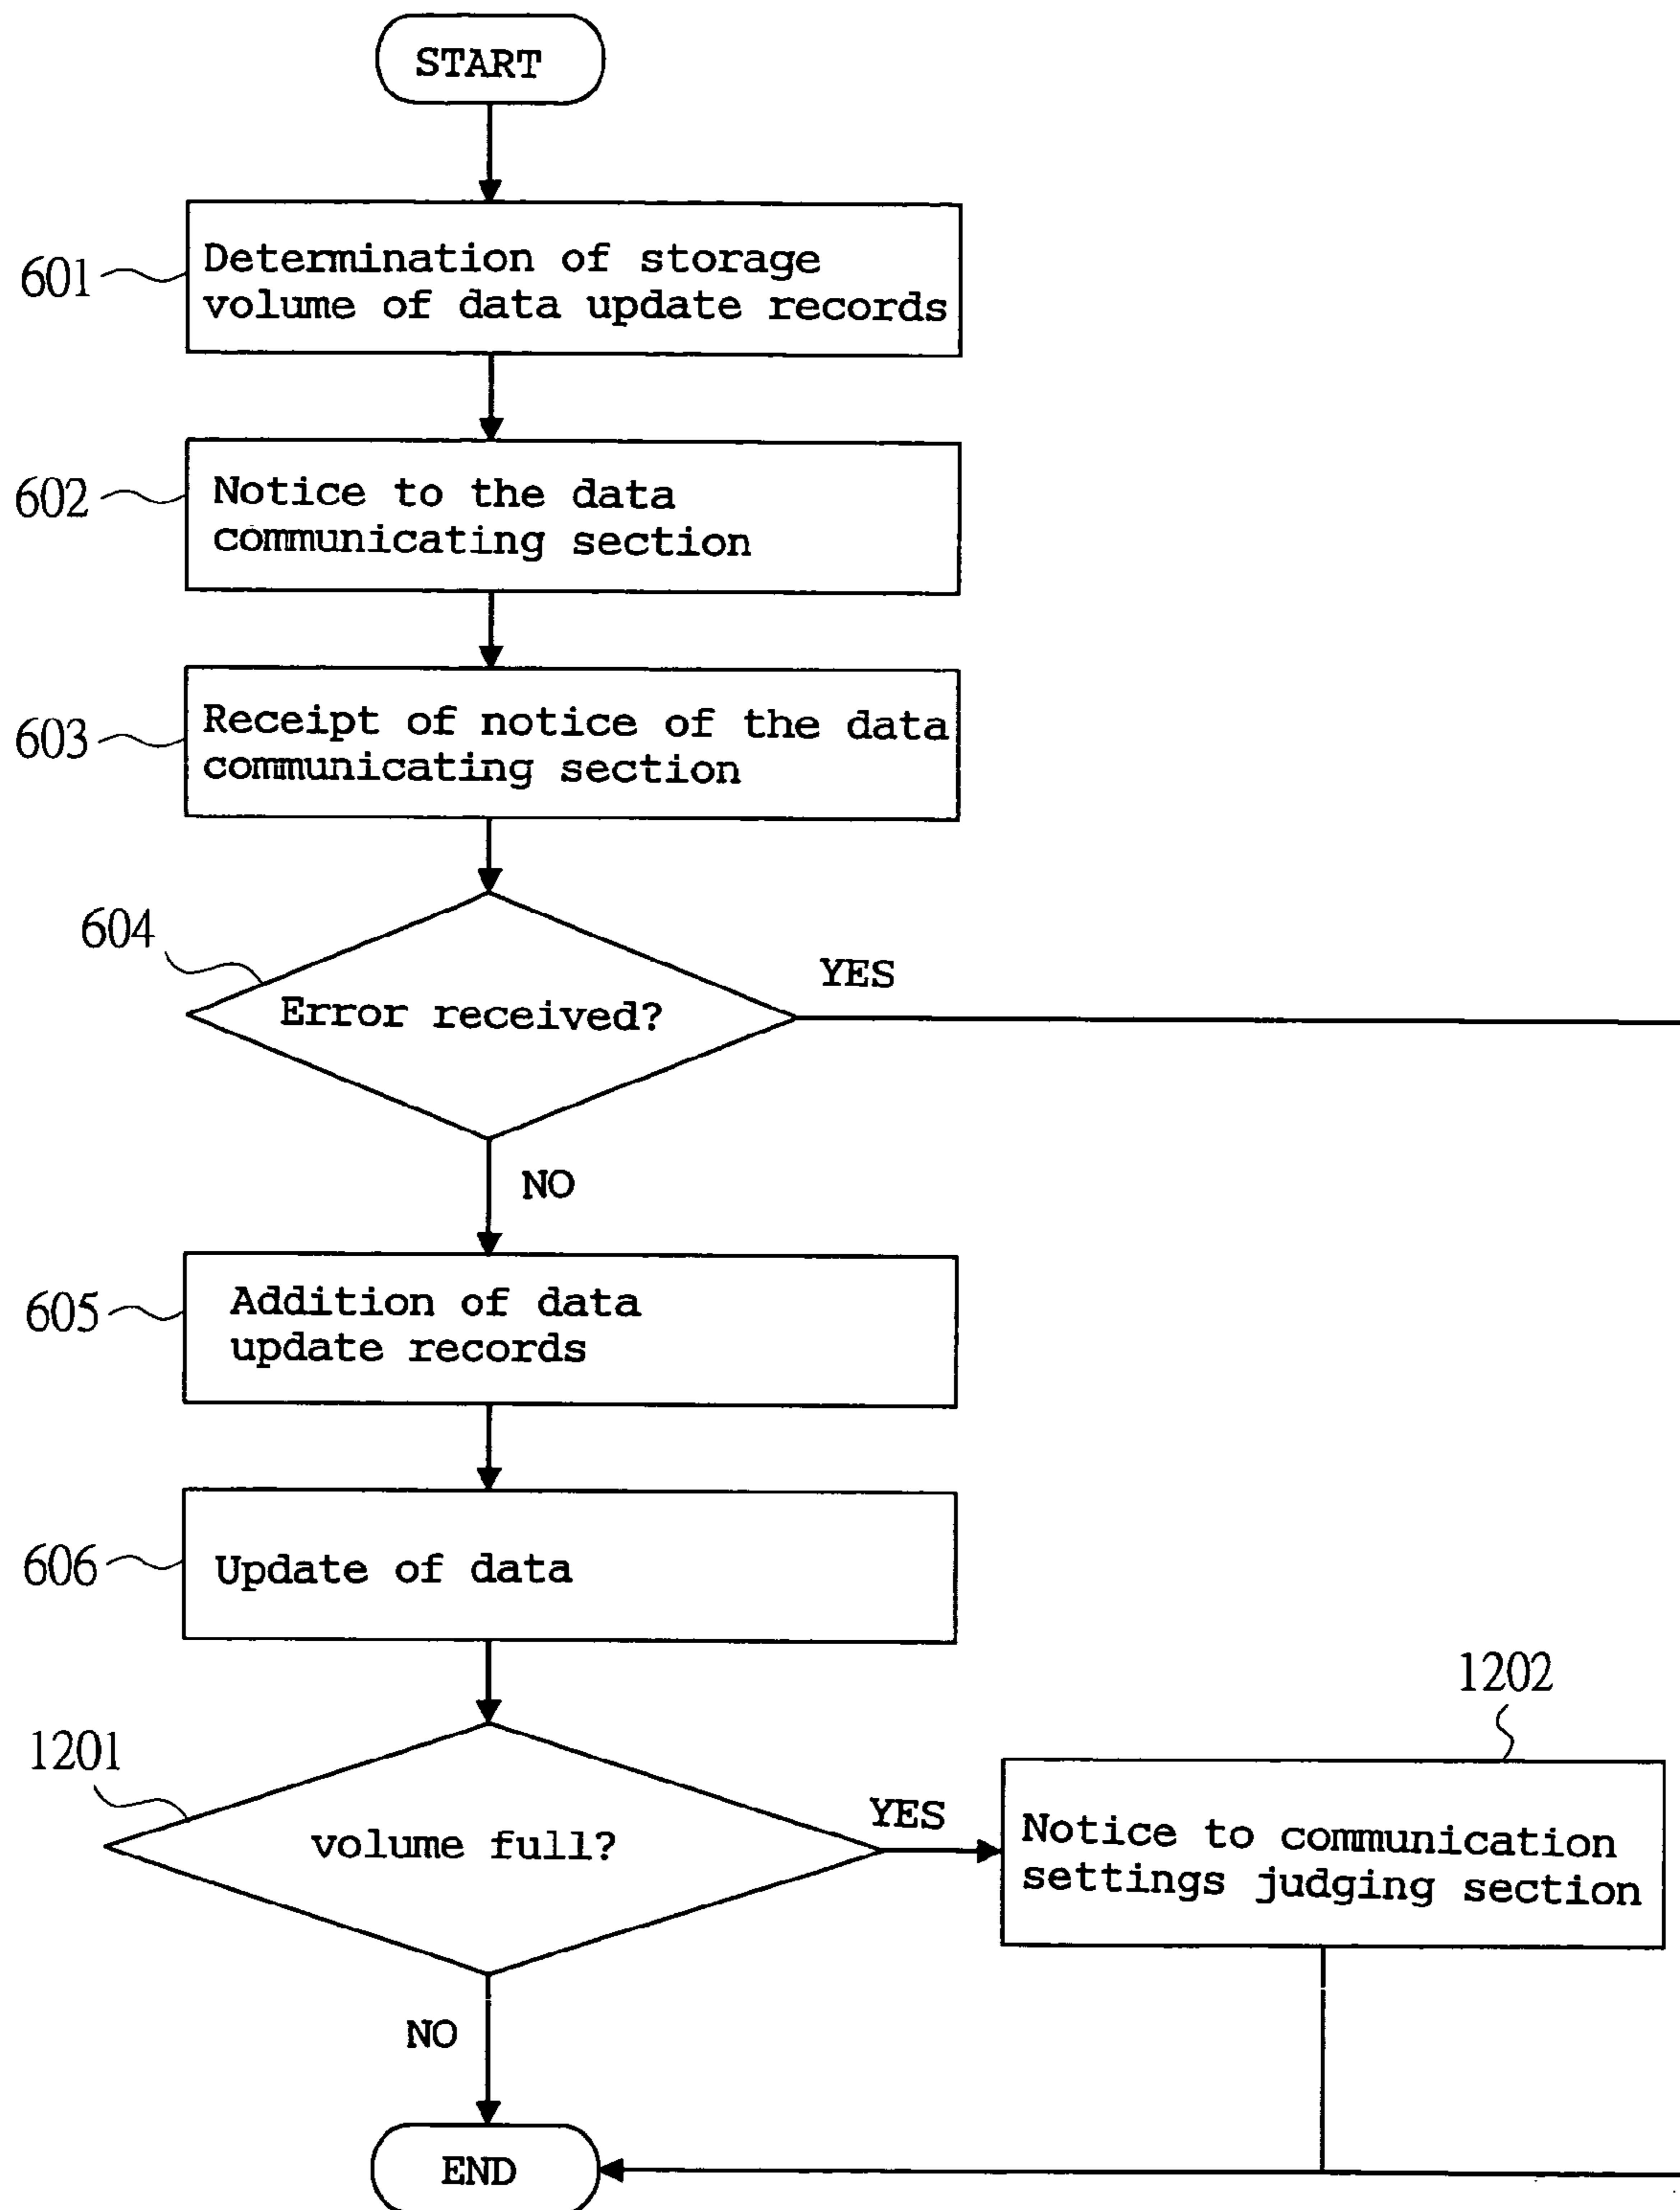 START
601
Determination of storage
volume of data update records
602
Notice to the data
communicating section
603
Receipt of notice of the data
communicating section
604
Error received?
YES
NO
605
Addition of data
update records
606
Update of data
1201
volume full?
YES
1202
Notice to communication
settings judging section
NO
END